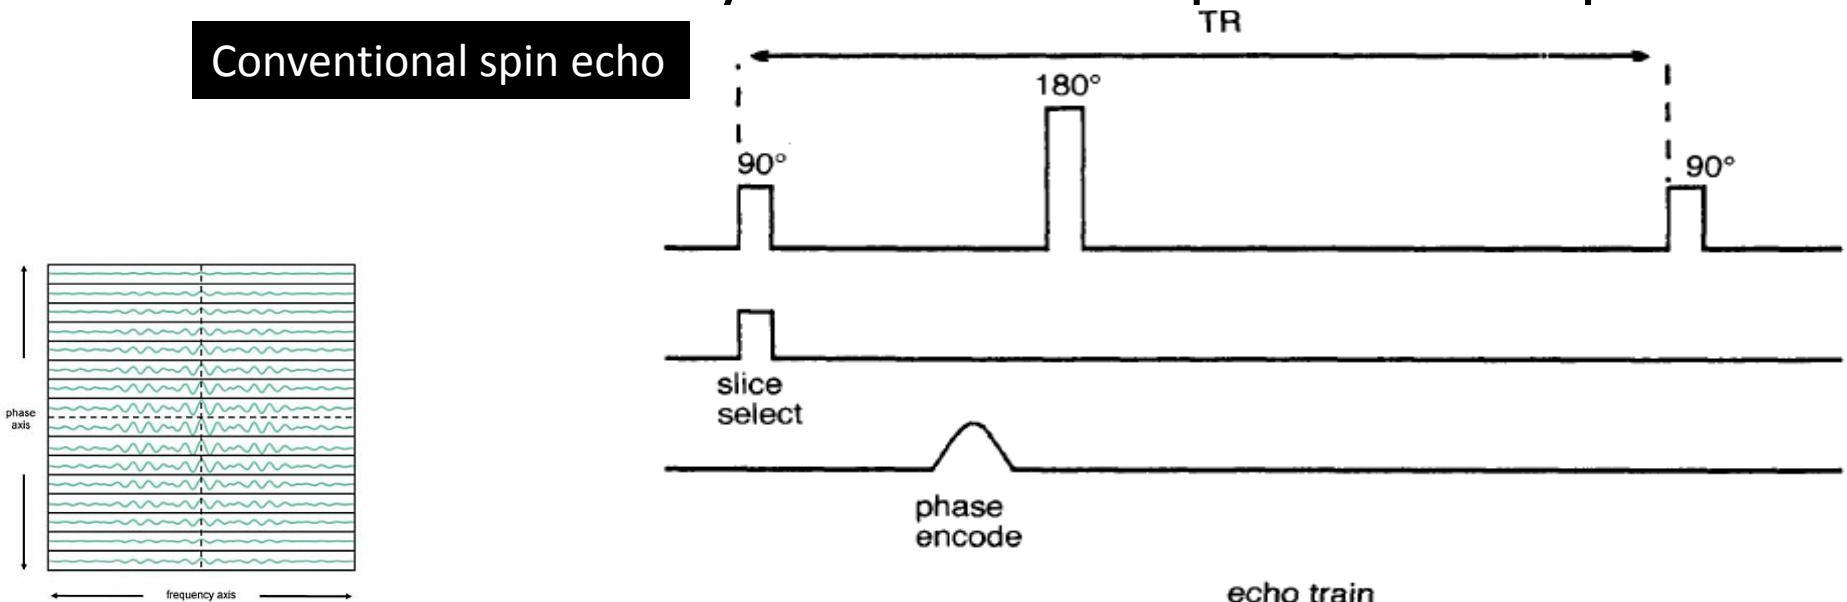 Conventional spin echo
TR
180°
90°
90°
slice
select
phase
encode
phase
axis
frequency axis
echo train